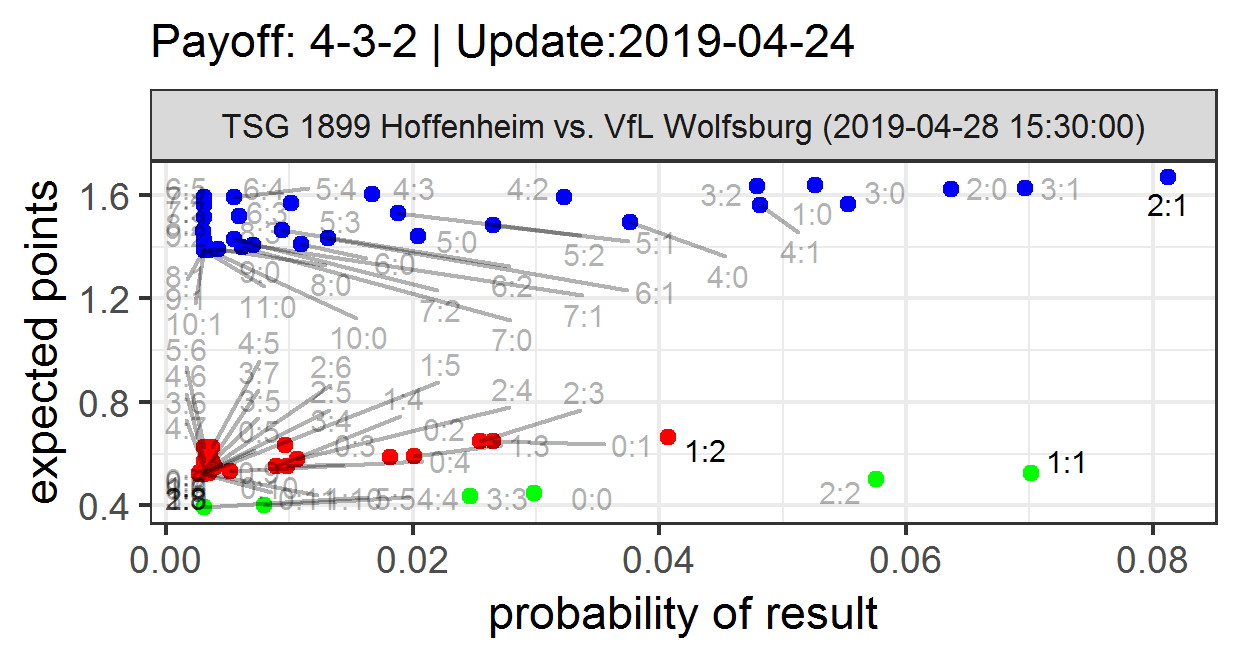 Payoff: 4-3-2 | Update:2019-04-24
TSG 1899 Hoffenheim vs. VfL Wolfsburg (2019-04-28 15:30:00)
expected points
1.6
1.2
0.8
0.4
6:5 6:4 5:4 4:3 4:2 3:2 1:0 3:0 2:0 3:1
2:1
6:3 5:3
5:0 5:2 5:1 4:0 4:1
6:0
9:0 8:0 6:2 6:1
11:0 7:2 7:1
10:1 10:0 7:0
5:6 4:5
4:6 3:7 2:6 1:5
3:6 3:5 2:5 1:4 2:4 2:3
4:7 0:5 3:4 0:3 0:2 1:3 0:1 1:2
0:4 1:1
0:10
2:8 0:11 1:10 5:5 4:4 3:3 0:0 2:2
0.00 0.02 0.04 0.06 0.08
probability of result